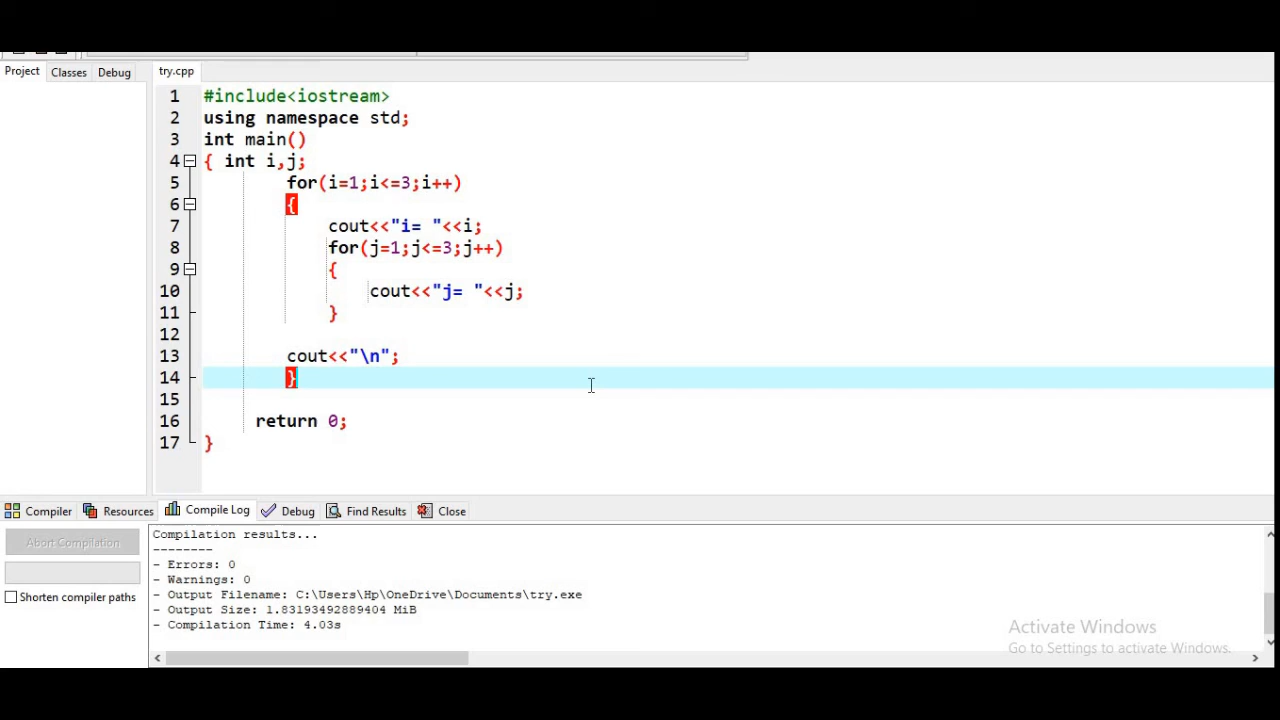 Project Classes Debug try.cpp
1 #include<iostream>
2 using namespace std;
3 int main()
4 { int i,j;
5 for(i=1;i<=3;i++)
6 {
7 cout<<"i= "<<i;
8 for(j=1;j<=3;j++)
9 {
10 cout<<"j= "<<j;
11 }
12
13 cout<<"\n";
14 }
15
16 return 0;
17 }
Compiler Resources Compile Log Debug Find Results Close
Abort Compilation
Shorten compiler paths
Compilation results...
--------
- Errors: 0
- Warnings: 0
- Output Filename: C:\Users\Hp\OneDrive\Documents\try.exe
- Output Size: 1.83193492889404 MiB
- Compilation Time: 4.03s
Activate Windows
Go to Settings to activate Windows.